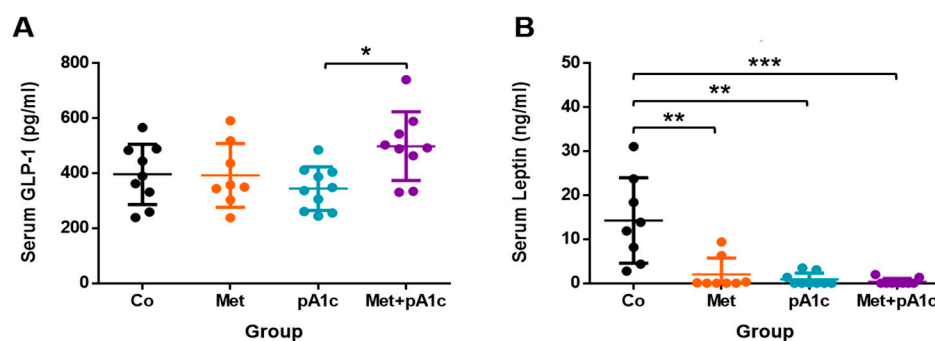 A
B
Serum GLP-1 (pg/ml)
800
600
400
200
0
*
Co Met pA1c Met+pA1c
Group
Serum Leptin (ng/ml)
50
40
30
20
10
0
***
**
**
Co Met pA1c Met+pA1c
Group